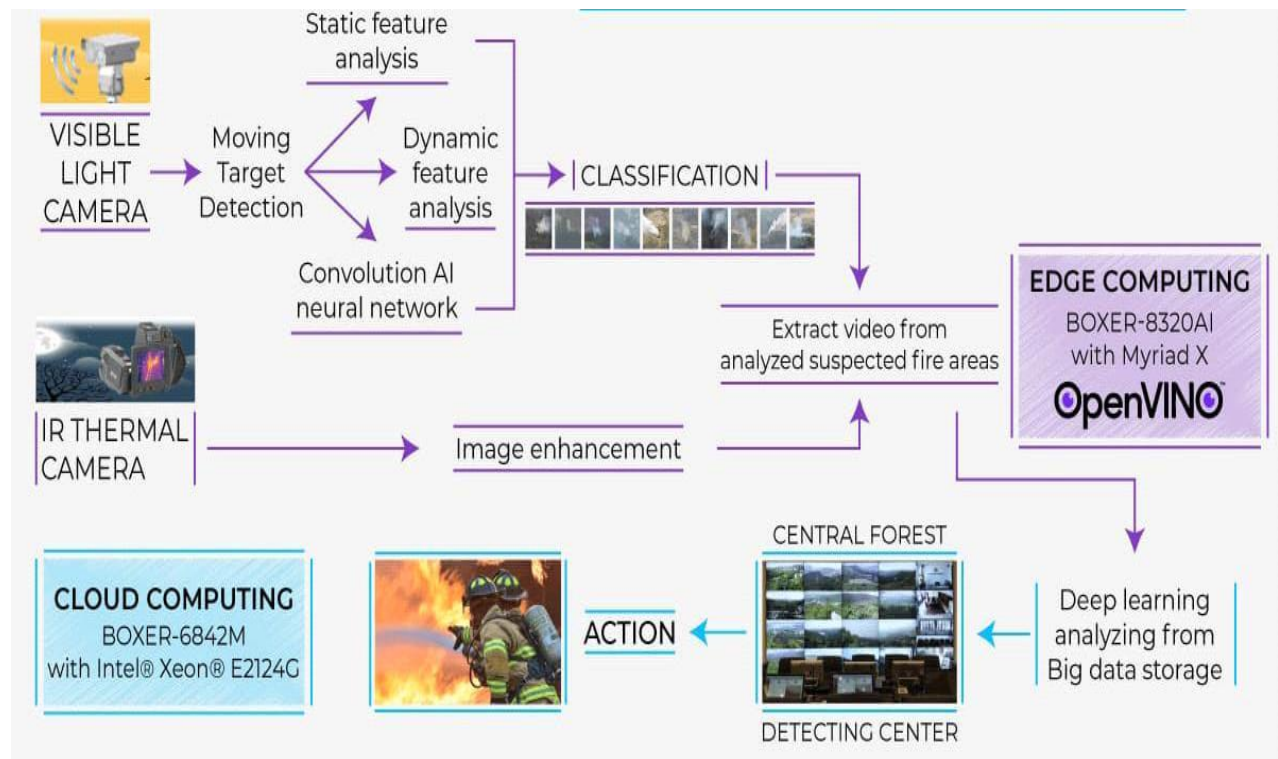 Static feature
analysis
VISIBLE
LIGHT
CAMERA
Moving
Target
Detection
Dynamic
feature
analysis
CLASSIFICATION
Convolution AI
neural network
Extract video from
analyzed suspected fire areas
EDGE COMPUTING
BOXER-8320AI
with Myriad X
OpenVINO™
IR THERMAL
CAMERA
Image enhancement
CLOUD COMPUTING
BOXER-6842M
with Intel® Xeon® E2124G
ACTION
CENTRAL FOREST
DETECTING CENTER
Deep learning
analyzing from
Big data storage